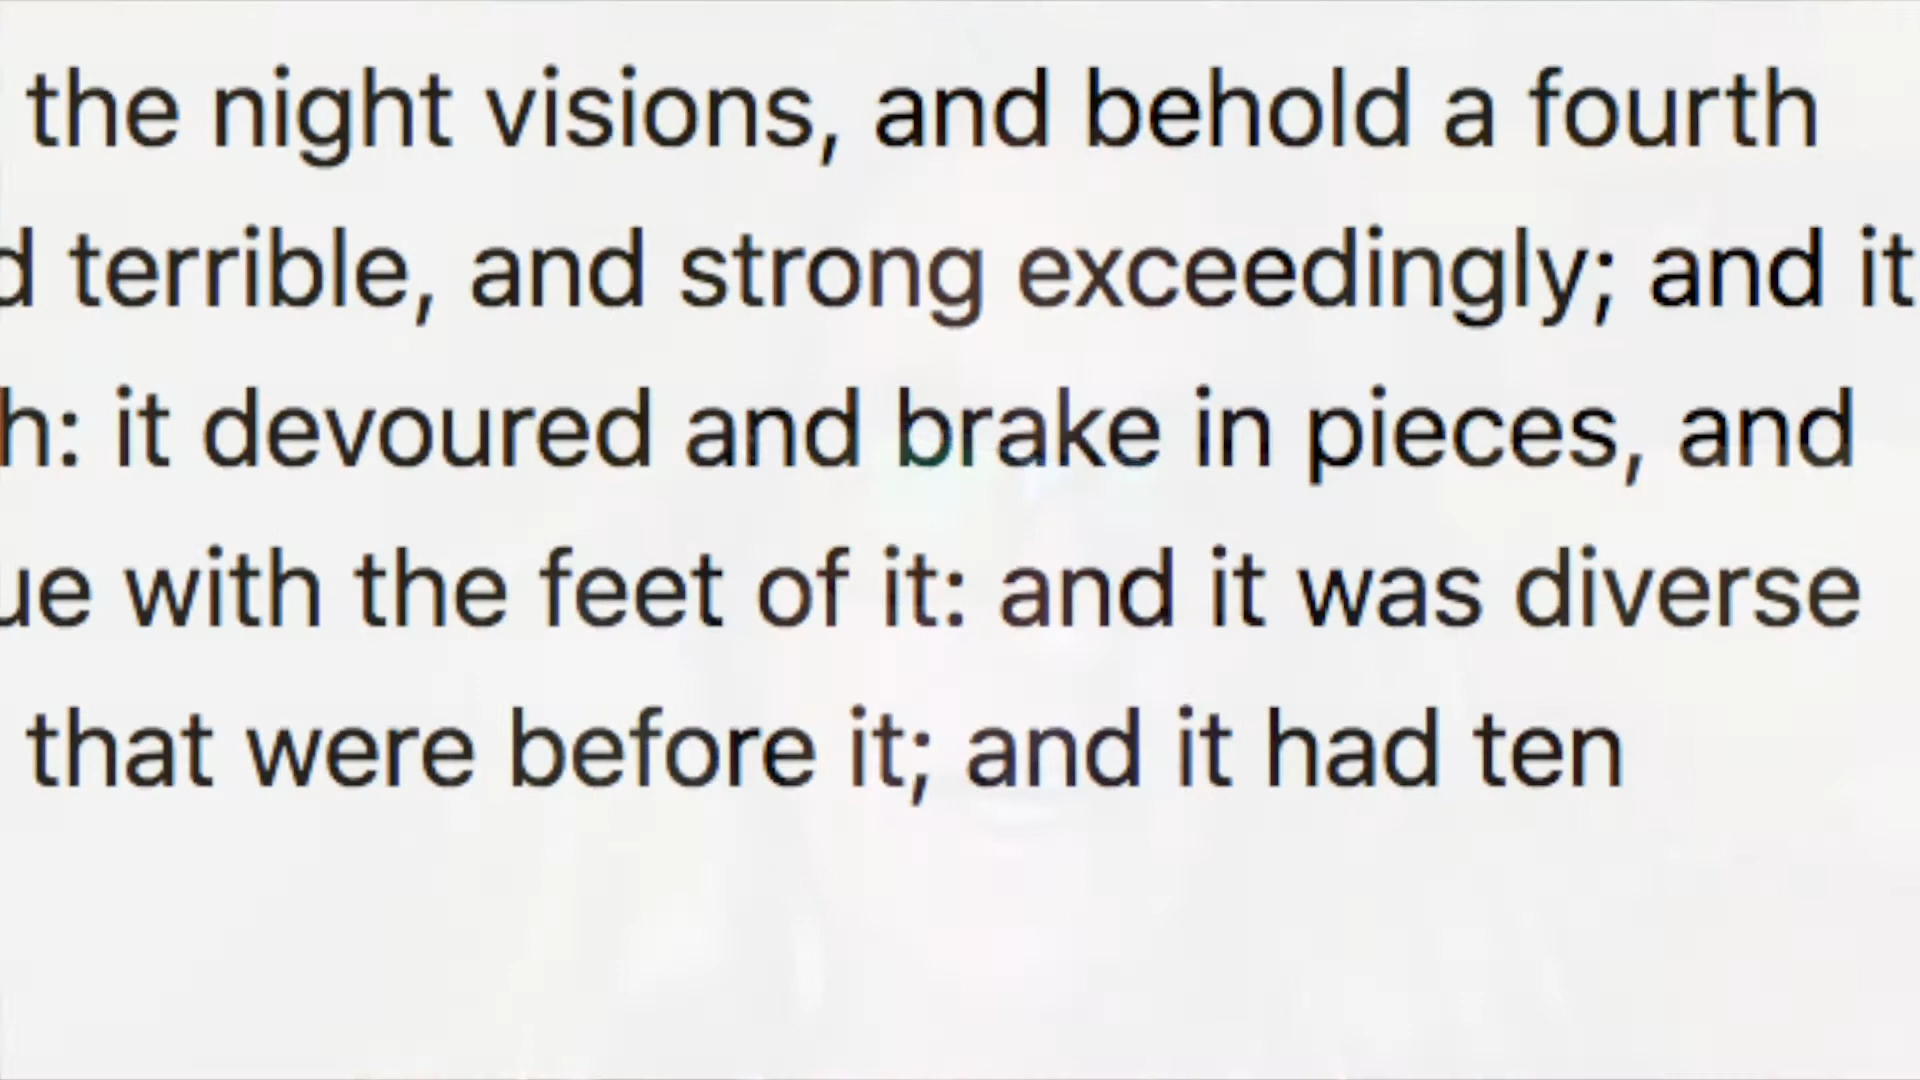 the night visions, and behold a fourth
d terrible, and strong exceedingly; and it
h: it devoured and brake in pieces, and
ue with the feet of it: and it was diverse
that were before it; and it had ten